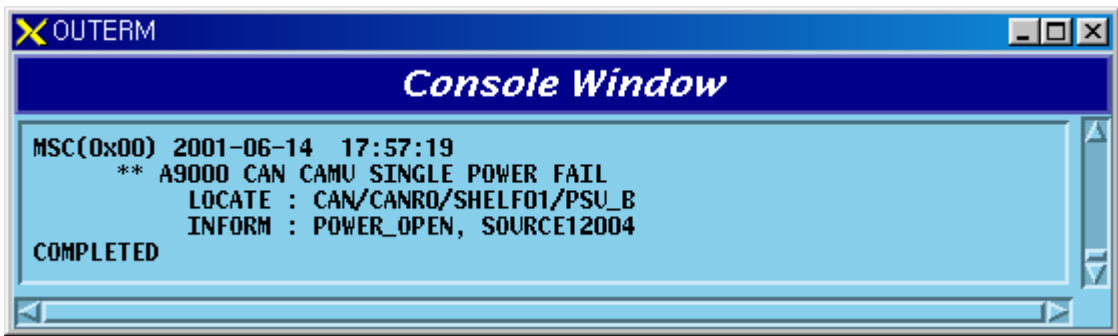 OUTERM
Console Window
MSC(0x00) 2001-06-14 17:57:19
** A9000 CAN CAMU SINGLE POWER FAIL
LOCATE : CAN/CANRO/SHELF01/PSU_B
INFORM : POWER_OPEN, SOURCE12004
COMPLETED